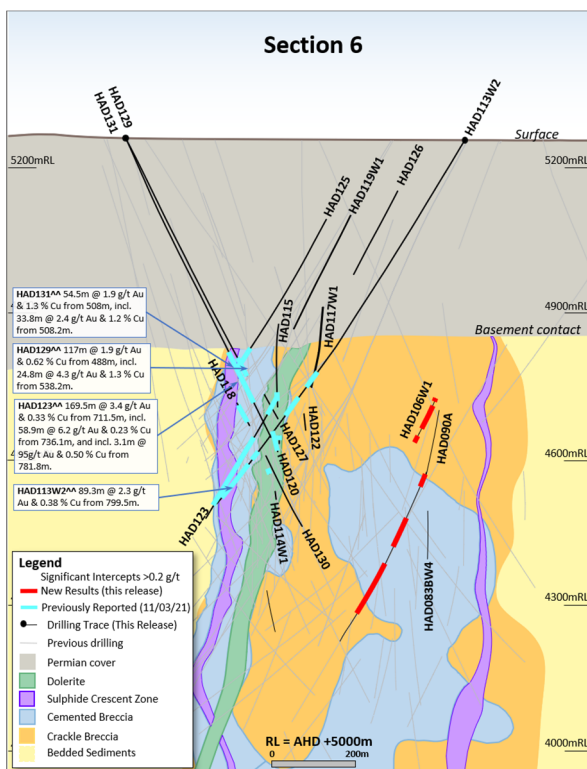 Section 6
HAD129
HAD131
HAD113W2
Surface
5200mRL
5200mRL
HAD125
HAD119W1
HAD126
HAD131^^ 54.5m @ 1.9 g/t Au
& 1.3 % Cu from 508m, incl.
33.8m @ 2.4 g/t Au & 1.2 % Cu
from 508.2m.
4900mRL
HAD115
HAD117W1
Basement contact
HAD129^^ 117m @ 1.9 g/t Au
& 0.62 % Cu from 488m, incl.
24.8m @ 4.3 g/t Au & 1.3 % Cu
from 538.2m.
HAD118
HAD123^^ 169.5m @ 3.4 g/t Au
& 0.33 % Cu from 711.5m, incl.
58.9m @ 6.2 g/t Au & 0.23 % Cu
from 736.1m, and incl. 3.1m @
95g/t Au & 0.50 % Cu from
781.8m.
HAD106W1
HAD090A
HAD122
HAD127
HAD120
4600mRL
HAD113W2^^ 89.3m @ 2.3 g/t
Au & 0.38 % Cu from 799.5m.
HAD123
HAD114W1
HAD130
HAD083BW4
Legend
Significant Intercepts >0.2 g/t
New Results (this release)
Previously Reported (11/03/21)
Drilling Trace (This Release)
Previous drilling
Permian cover
Dolerite
Sulphide Crescent Zone
Cemented Breccia
Crackle Breccia
Bedded Sediments
4300mRL
RL = AHD +5000m
0
200m
4000mRL